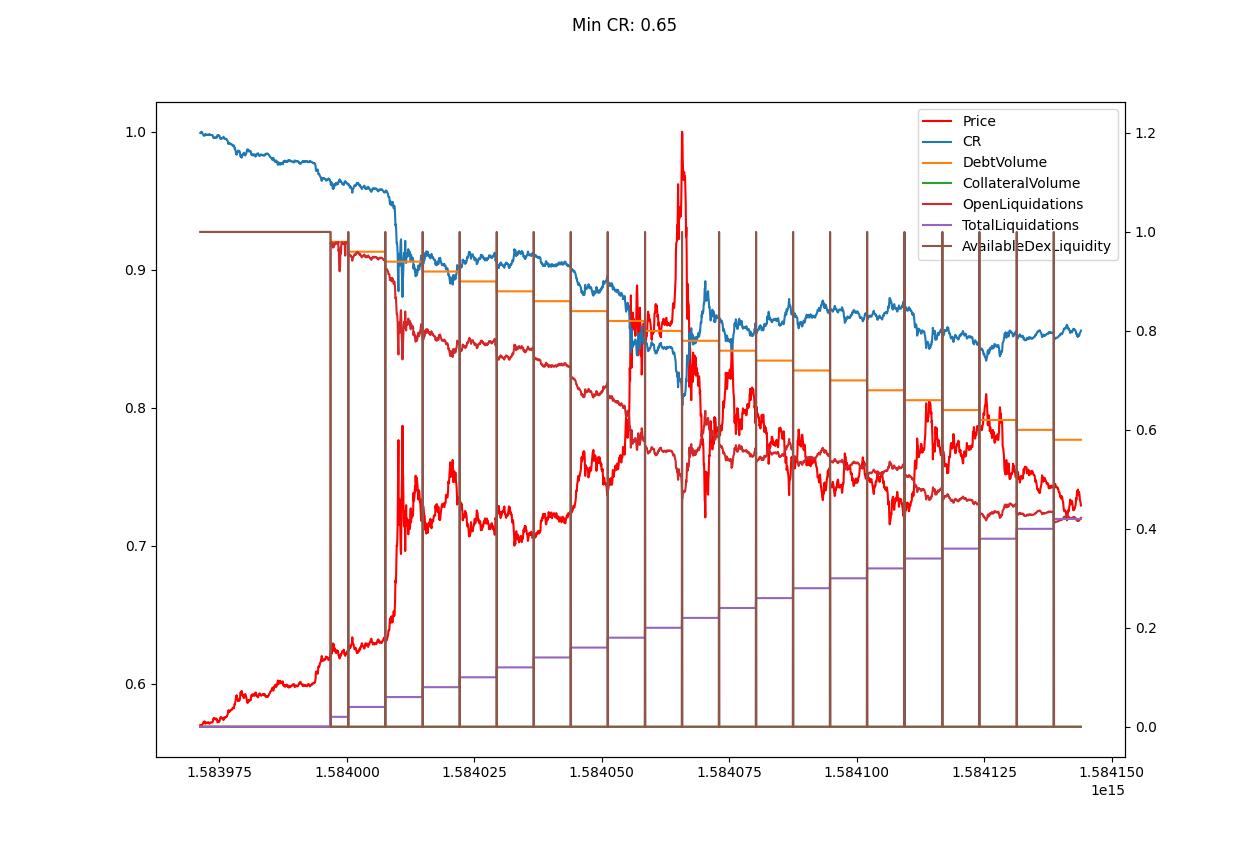 Min CR: 0.65
1.0
0.9
0.8
0.7
0.6
1.2
1.0
0.8
0.6
0.4
0.2
0.0
Price
CR
DebtVolume
CollateralVolume
OpenLiquidations
TotalLiquidations
AvailableDexLiquidity
1.583975 1.584000 1.584025 1.584050 1.584075 1.584100 1.584125 1.584150
1e15